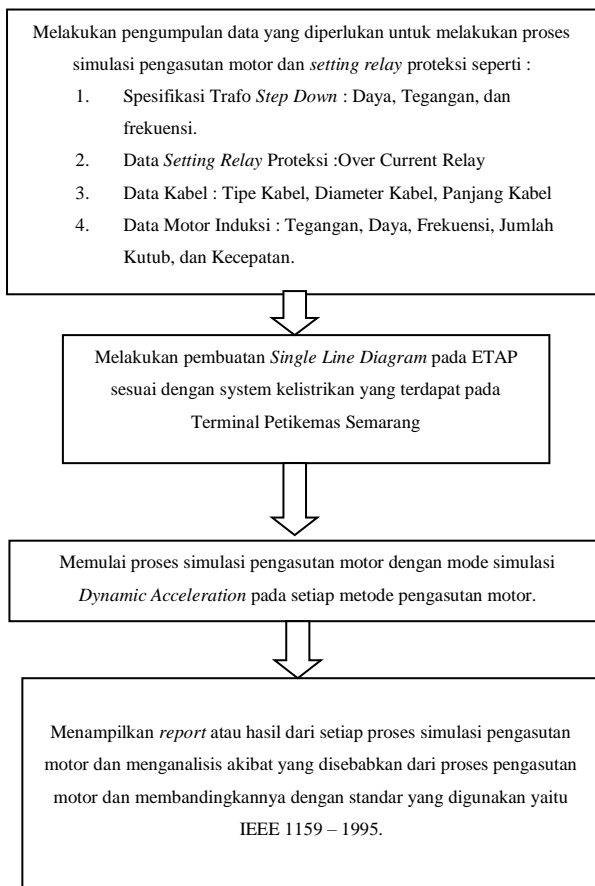 Melakukan pengumpulan data yang diperlukan untuk melakukan proses
simulasi pengasutan motor dan setting relay proteksi seperti :
1. Spesifikasi Trafo Step Down : Daya, Tegangan, dan
frekuensi.
2. Data Setting Relay Proteksi :Over Current Relay
3. Data Kabel : Tipe Kabel, Diameter Kabel, Panjang Kabel
4. Data Motor Induksi : Tegangan, Daya, Frekuensi, Jumlah
Kutub, dan Kecepatan.
Melakukan pembuatan Single Line Diagram pada ETAP
sesuai dengan system kelistrikan yang terdapat pada
Terminal Petikemas Semarang
Memulai proses simulasi pengasutan motor dengan mode simulasi
Dynamic Acceleration pada setiap metode pengasutan motor.
Menampilkan report atau hasil dari setiap proses simulasi pengasutan
motor dan menganalisis akibat yang disebabkan dari proses pengasutan
motor dan membandingkannya dengan standar yang digunakan yaitu
IEEE 1159 – 1995.